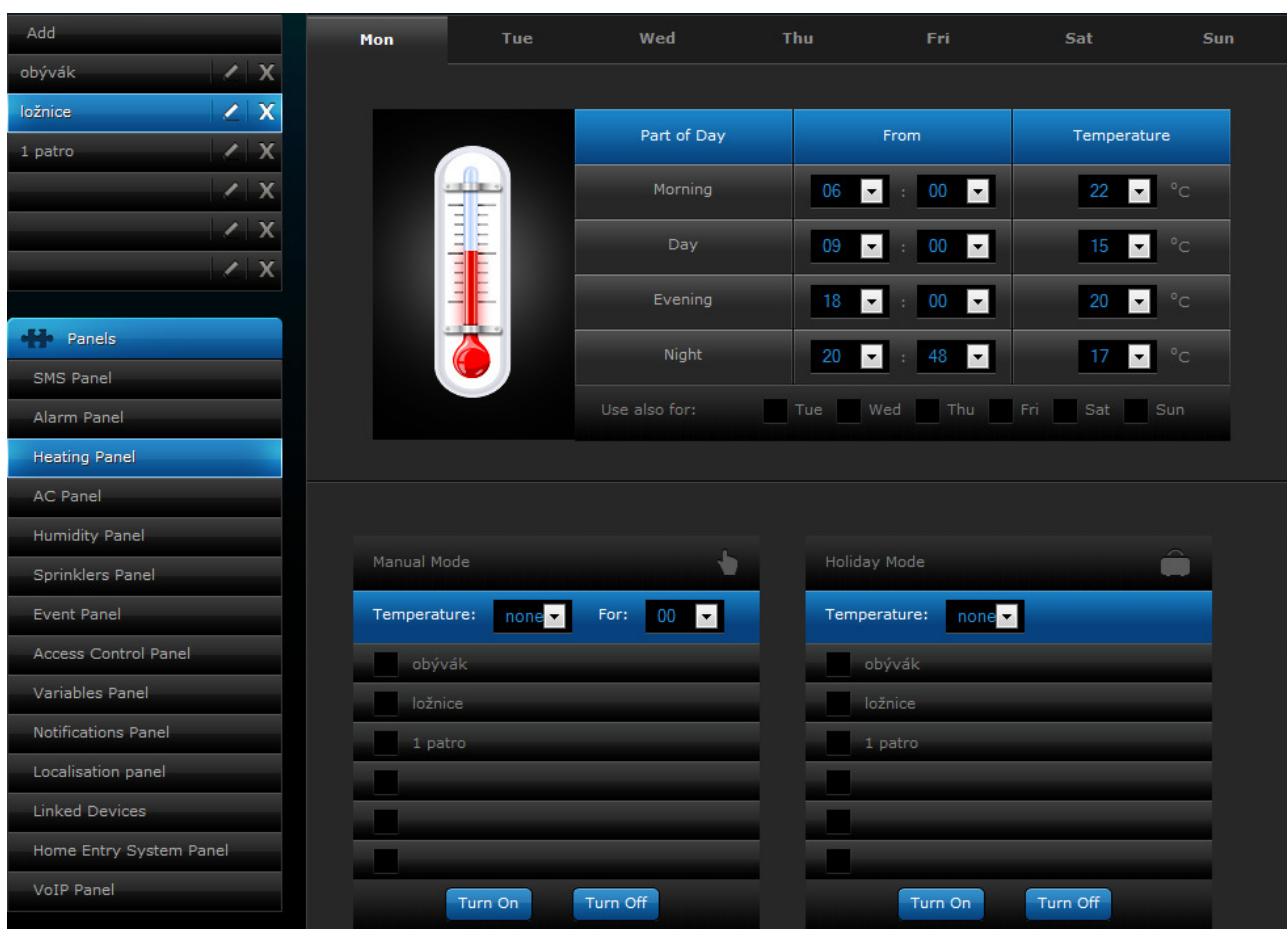 Add
obývák X
ložnice X
1 patro X
X
X
X
Panels
SMS Panel
Alarm Panel
Heating Panel
AC Panel
Humidity Panel
Sprinklers Panel
Event Panel
Access Control Panel
Variables Panel
Notifications Panel
Localisation panel
Linked Devices
Home Entry System Panel
VoIP Panel
Mon Tue Wed Thu Fri Sat Sun
Part of Day From Temperature
Morning 06 : 00 22 °C
Day 09 : 00 15 °C
Evening 18 : 00 20 °C
Night 20 : 48 17 °C
Use also for: Tue Wed Thu Fri Sat Sun
Manual Mode
Temperature: none For: 00
obývák
ložnice
1 patro
Turn On Turn Off
Holiday Mode
Temperature: none
obývák
ložnice
1 patro
Turn On Turn Off